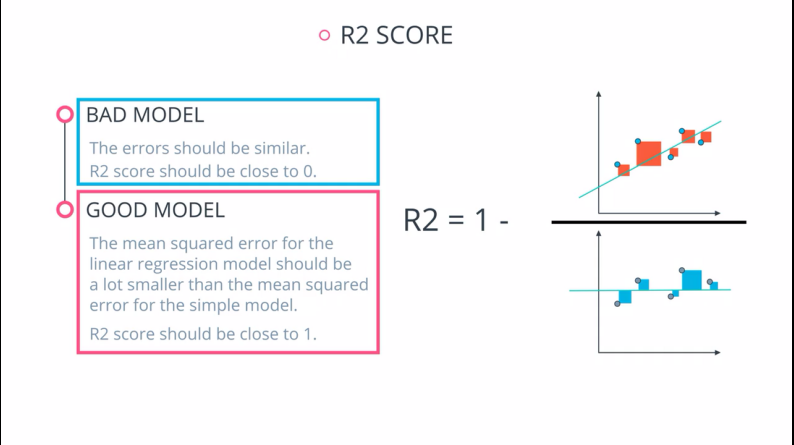 R2 SCORE
BAD MODEL
The errors should be similar.
R2 score should be close to 0.
GOOD MODEL
The mean squared error for the
linear regression model should be
a lot smaller than the mean squared
error for the simple model.
R2 score should be close to 1.
R2 = 1 -